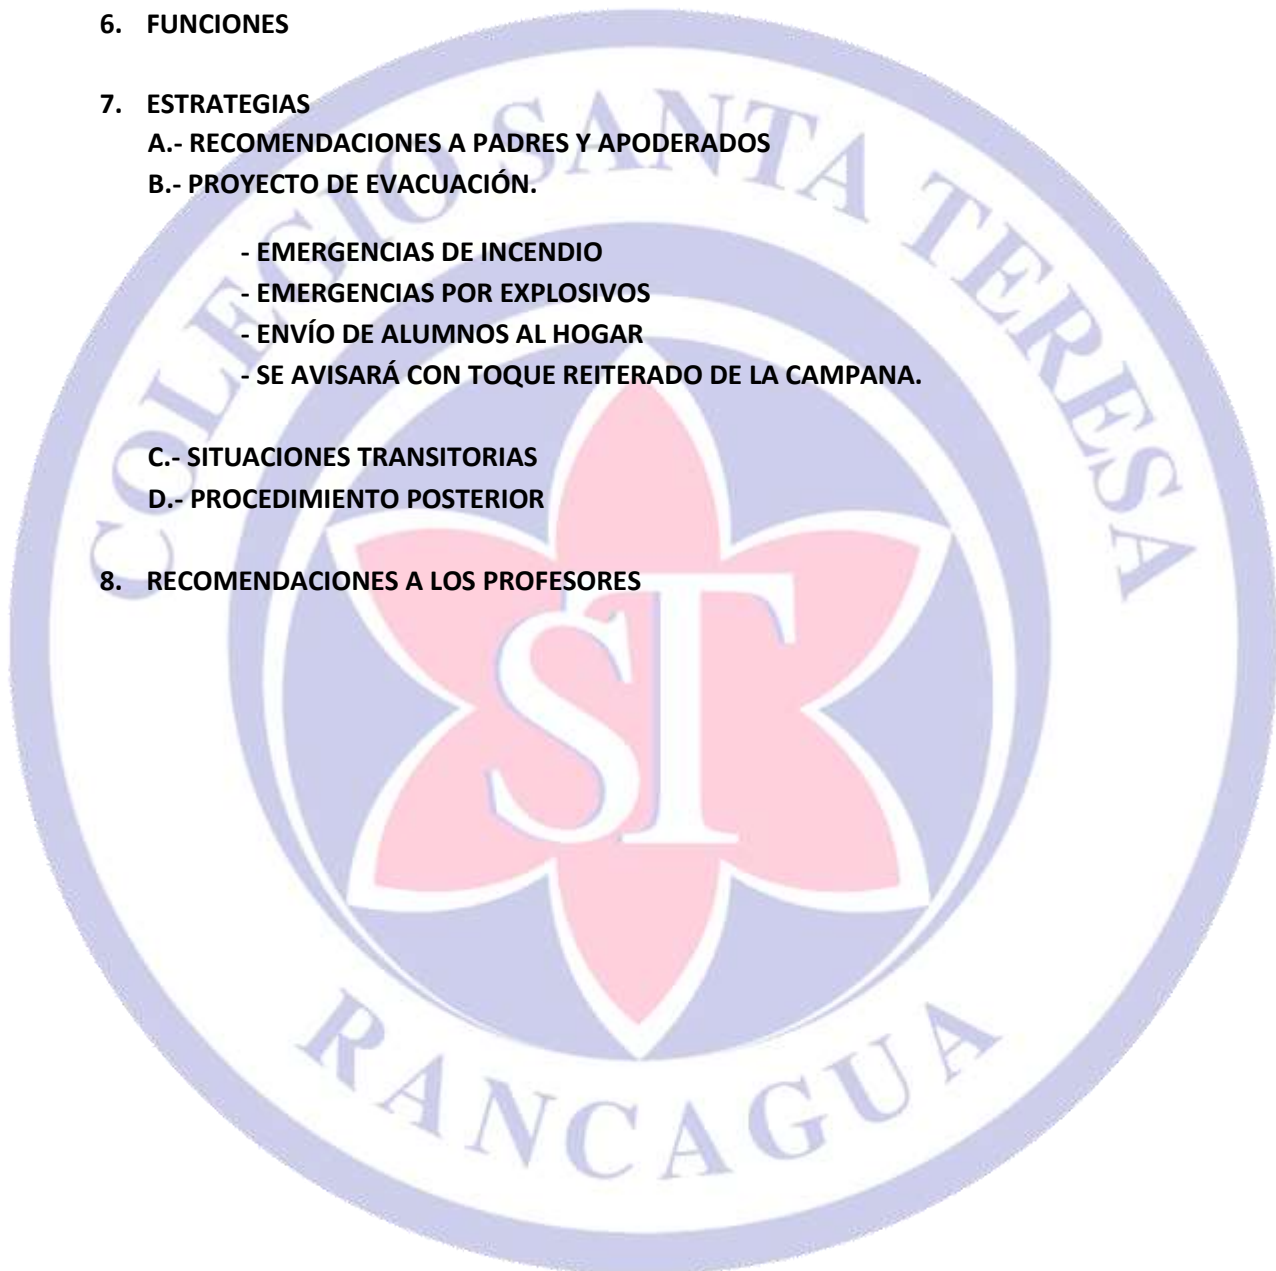 6. FUNCIONES
7. ESTRATEGIAS
A.- RECOMENDACIONES A PADRES Y APODERADOS
B.- PROYECTO DE EVACUACIÓN.
- EMERGENCIAS DE INCENDIO
- EMERGENCIAS POR EXPLOSIVOS
- ENVÍO DE ALUMNOS AL HOGAR
- SE AVISARÁ CON TOQUE REITERADO DE LA CAMPANA.
C.- SITUACIONES TRANSITORIAS
D.- PROCEDIMIENTO POSTERIOR
8. RECOMENDACIONES A LOS PROFESORES
COLEGIO SANTA TERESA
ST
RANCAGUA